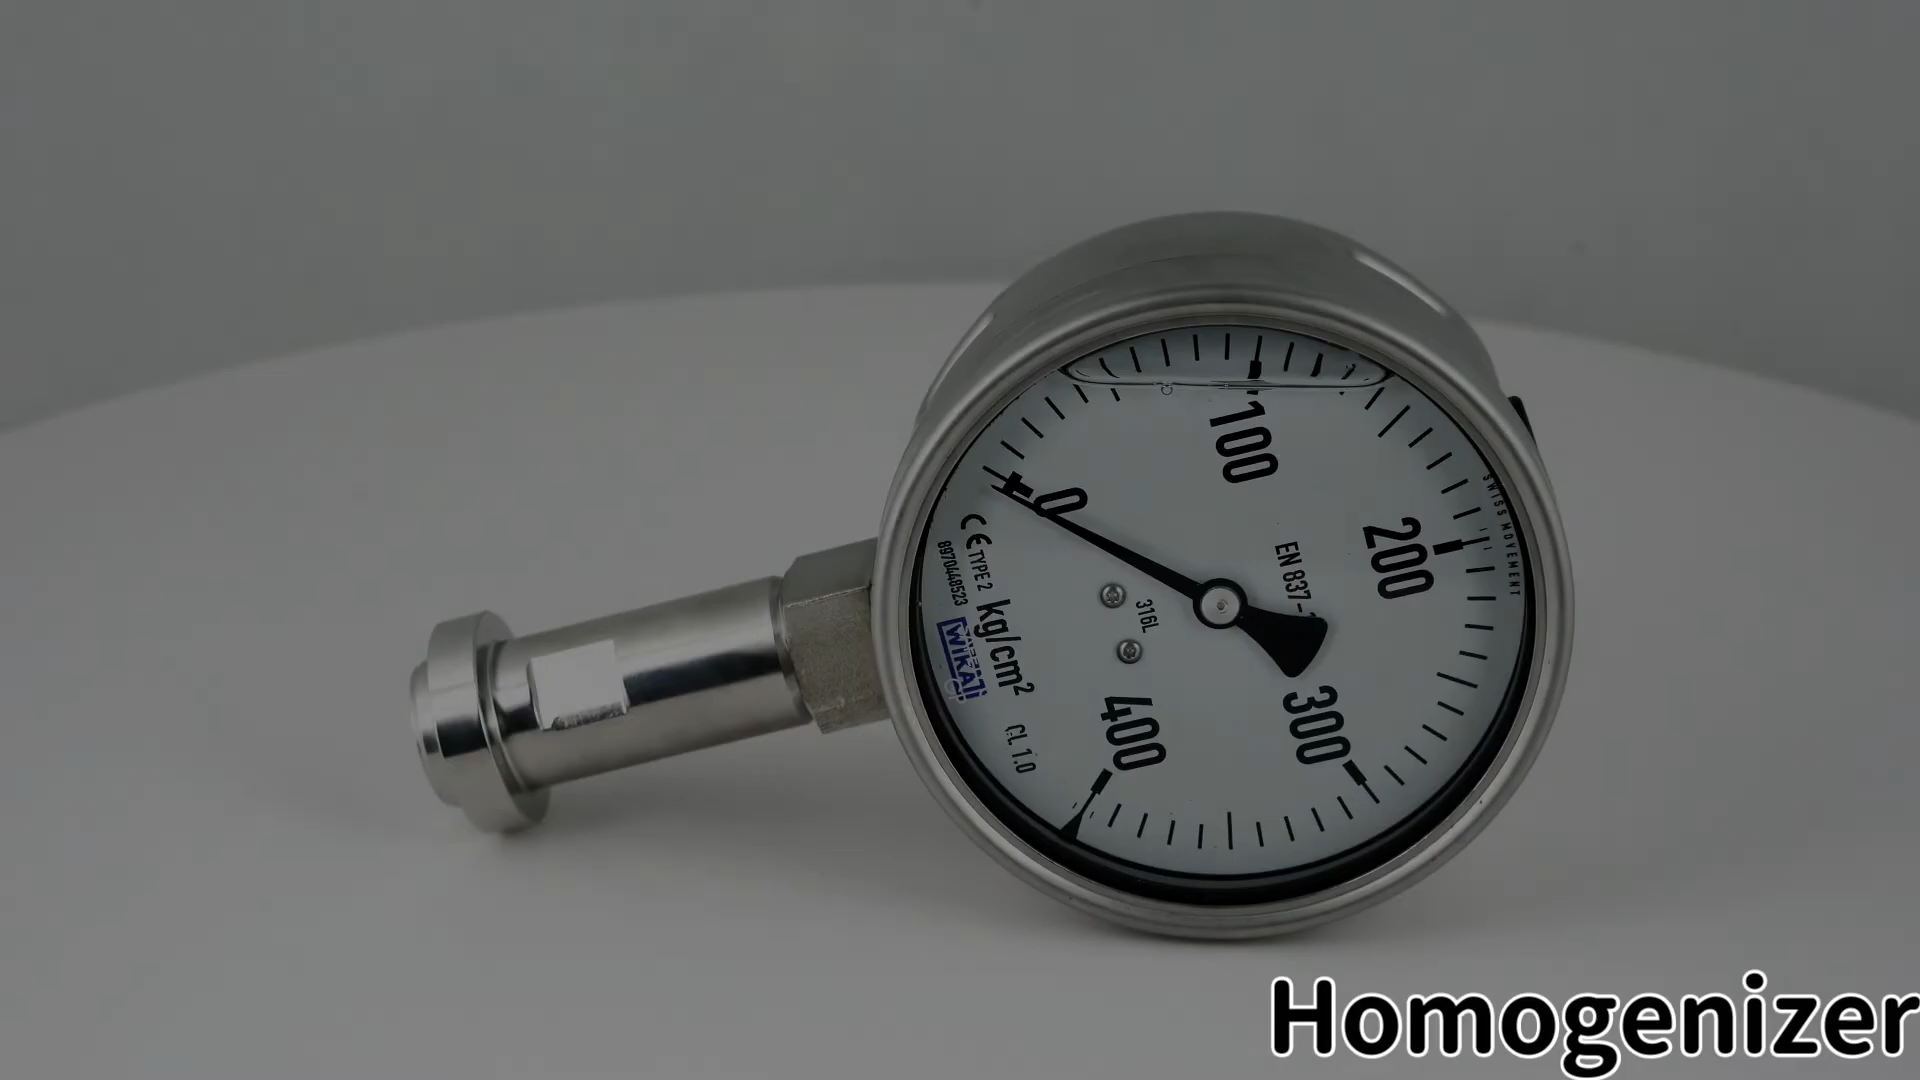 0
100
200
300
400
SWISS MOVEMENT
EN 837-
316L
CE TYPE 2
8970448523
kg/cm²
WIKAI
CL 1.0
Homogenizer